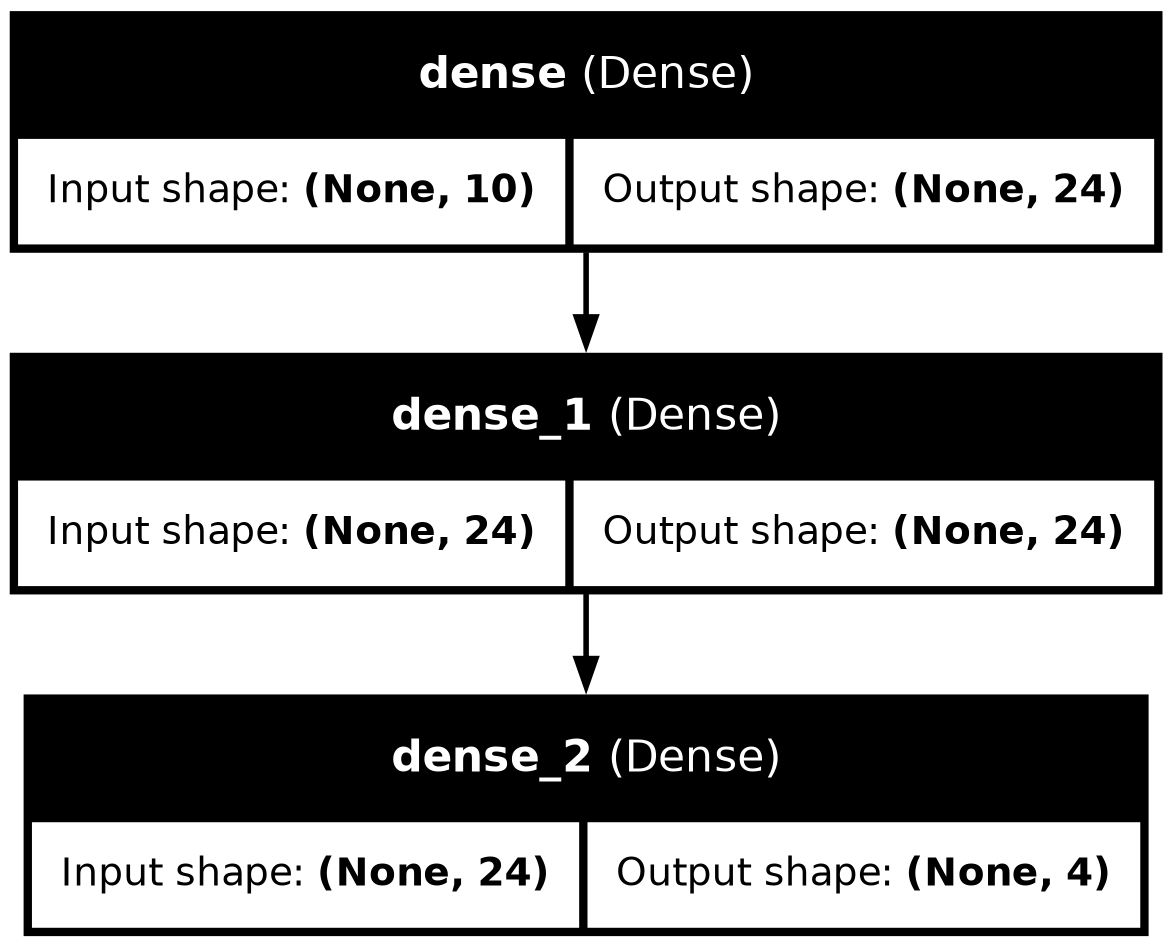 dense (Dense)
Input shape: (None, 10) Output shape: (None, 24)
dense_1 (Dense)
Input shape: (None, 24) Output shape: (None, 24)
dense_2 (Dense)
Input shape: (None, 24) Output shape: (None, 4)